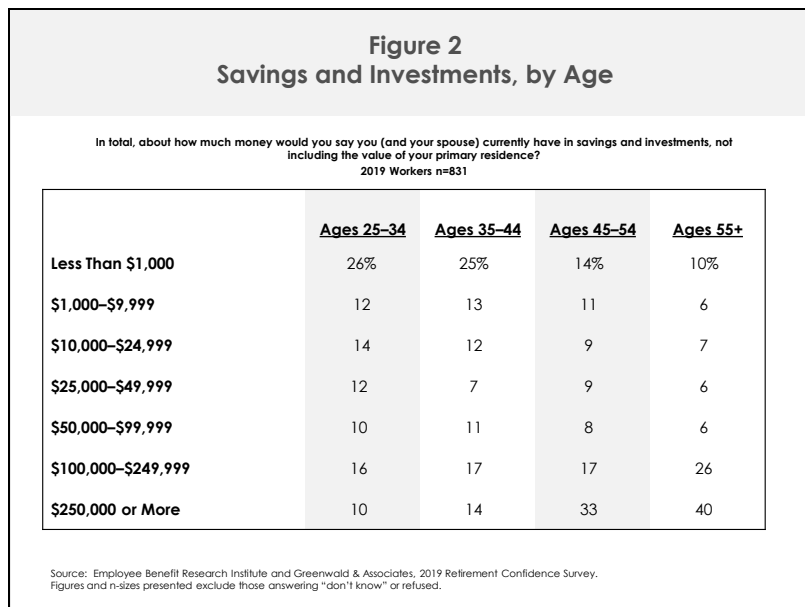 Figure 2
Savings and Investments, by Age
In total, about how much money would you say you (and your spouse) currently have in savings and investments, not
including the value of your primary residence?
2019 Workers n=831
Ages 25–34 Ages 35–44 Ages 45–54 Ages 55+
Less Than $1,000 26% 25% 14% 10%
$1,000–$9,999 12 13 11 6
$10,000–$24,999 14 12 9 7
$25,000–$49,999 12 7 9 6
$50,000–$99,999 10 11 8 6
$100,000–$249,999 16 17 17 26
$250,000 or More 10 14 33 40
Source: Employee Benefit Research Institute and Greenwald & Associates, 2019 Retirement Confidence Survey.
Figures and n-sizes presented exclude those answering “don’t know” or refused.